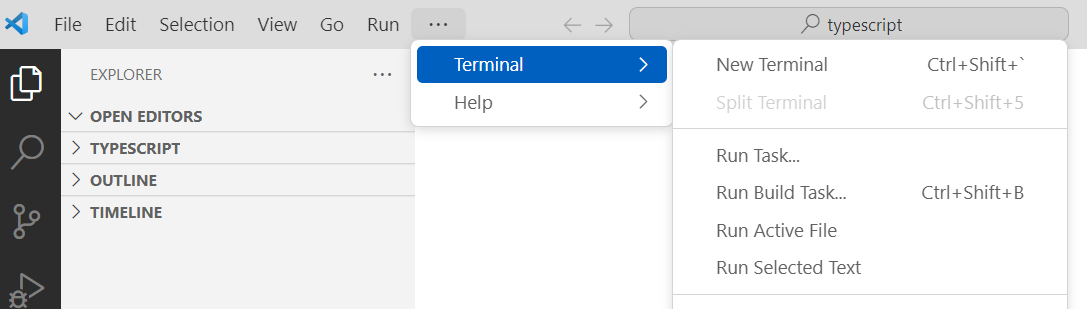 File Edit Selection View Go Run ···
typescript
EXPLORER ···
OPEN EDITORS
TYPESCRIPT
OUTLINE
TIMELINE
Terminal
Help
New Terminal Ctrl+Shift+`
Split Terminal Ctrl+Shift+5
Run Task...
Run Build Task... Ctrl+Shift+B
Run Active File
Run Selected Text